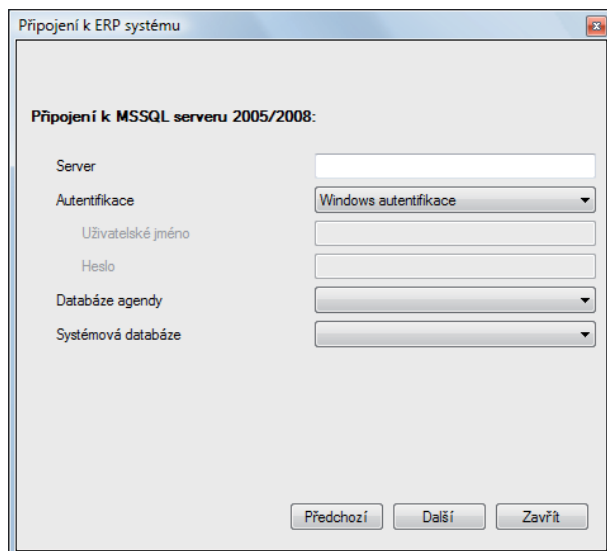 Připojení k ERP systému
Připojení k MSSQL serveru 2005/2008:
Server
Autentifikace Windows autentifikace
Uživatelské jméno
Heslo
Databáze agendy
Systémová databáze
Předchozí Další Zavřít